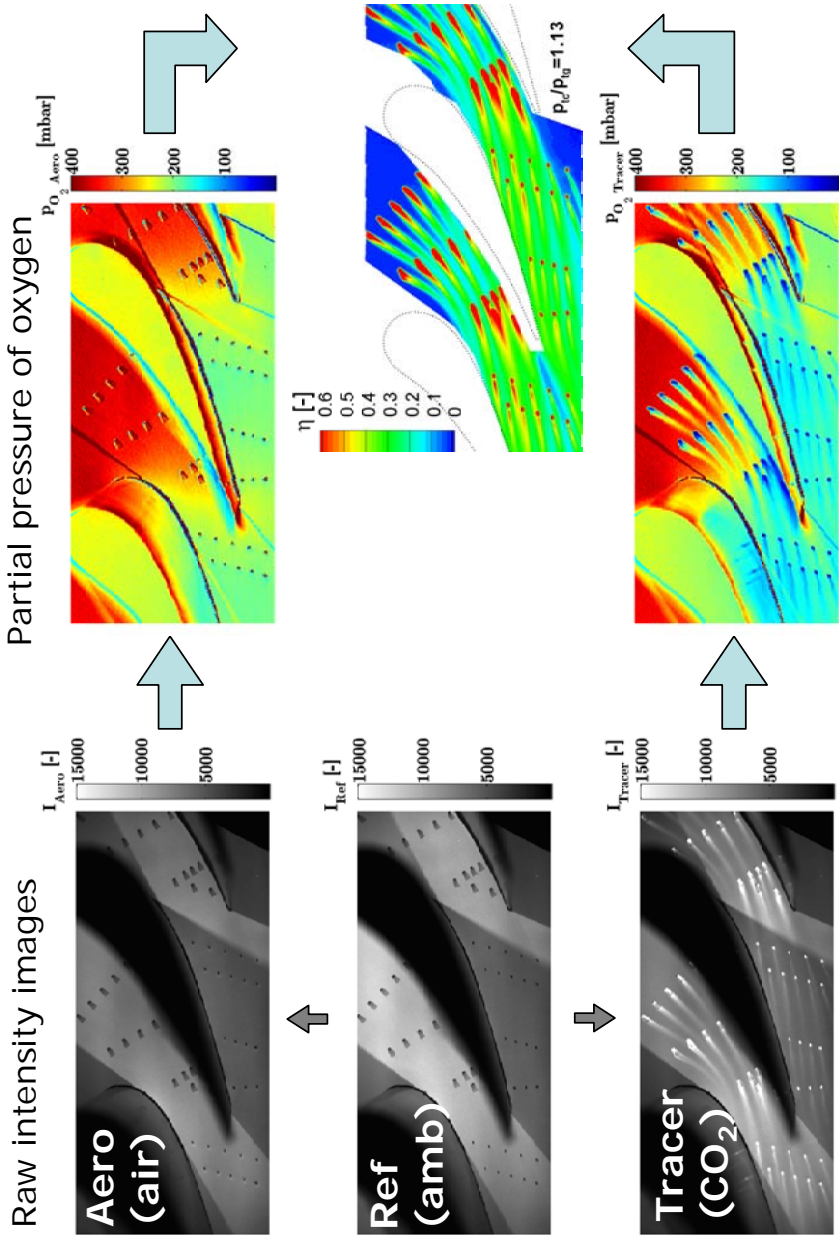 Raw intensity images
Partial pressure of oxygen
Aero
(air)
I_Aero [-]
15000
10000
5000
p_O₂ Aero [mbar]
400
300
200
100
Ref
(amb)
I_Ref [-]
15000
10000
5000
η [-]
0.6
0.5
0.4
0.3
0.2
0.1
0
p_tc/p_tg=1.13
Tracer
(CO₂)
I_Tracer [-]
15000
10000
5000
p_O₂ Tracer [mbar]
400
300
200
100